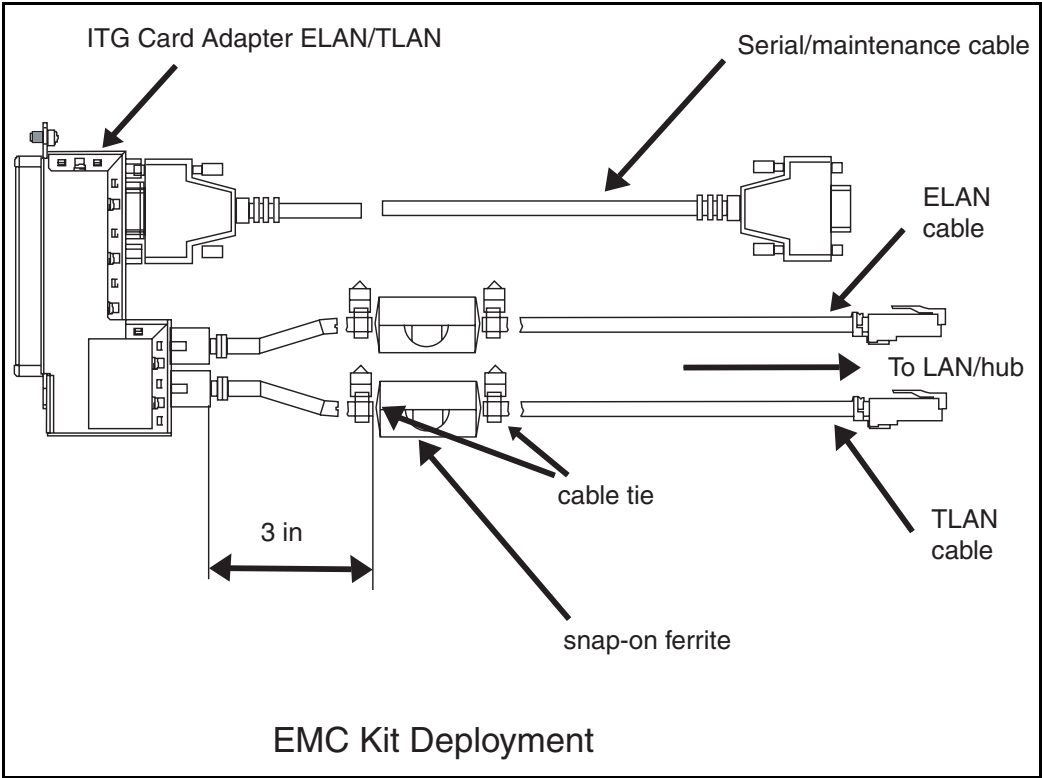 ITG Card Adapter ELAN/TLAN
Serial/maintenance cable
ELAN
cable
To LAN/hub
cable tie
TLAN
cable
3 in
snap-on ferrite
EMC Kit Deployment